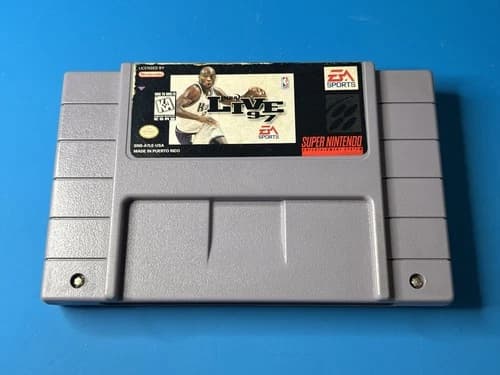 LICENSED BY
Nintendo
NBA
LIVE
97
EA
SPORTS
EA
SPORTS
K-A
SUPER NINTENDO
SNS-A7LE-USA
MADE IN PUERTO RICO